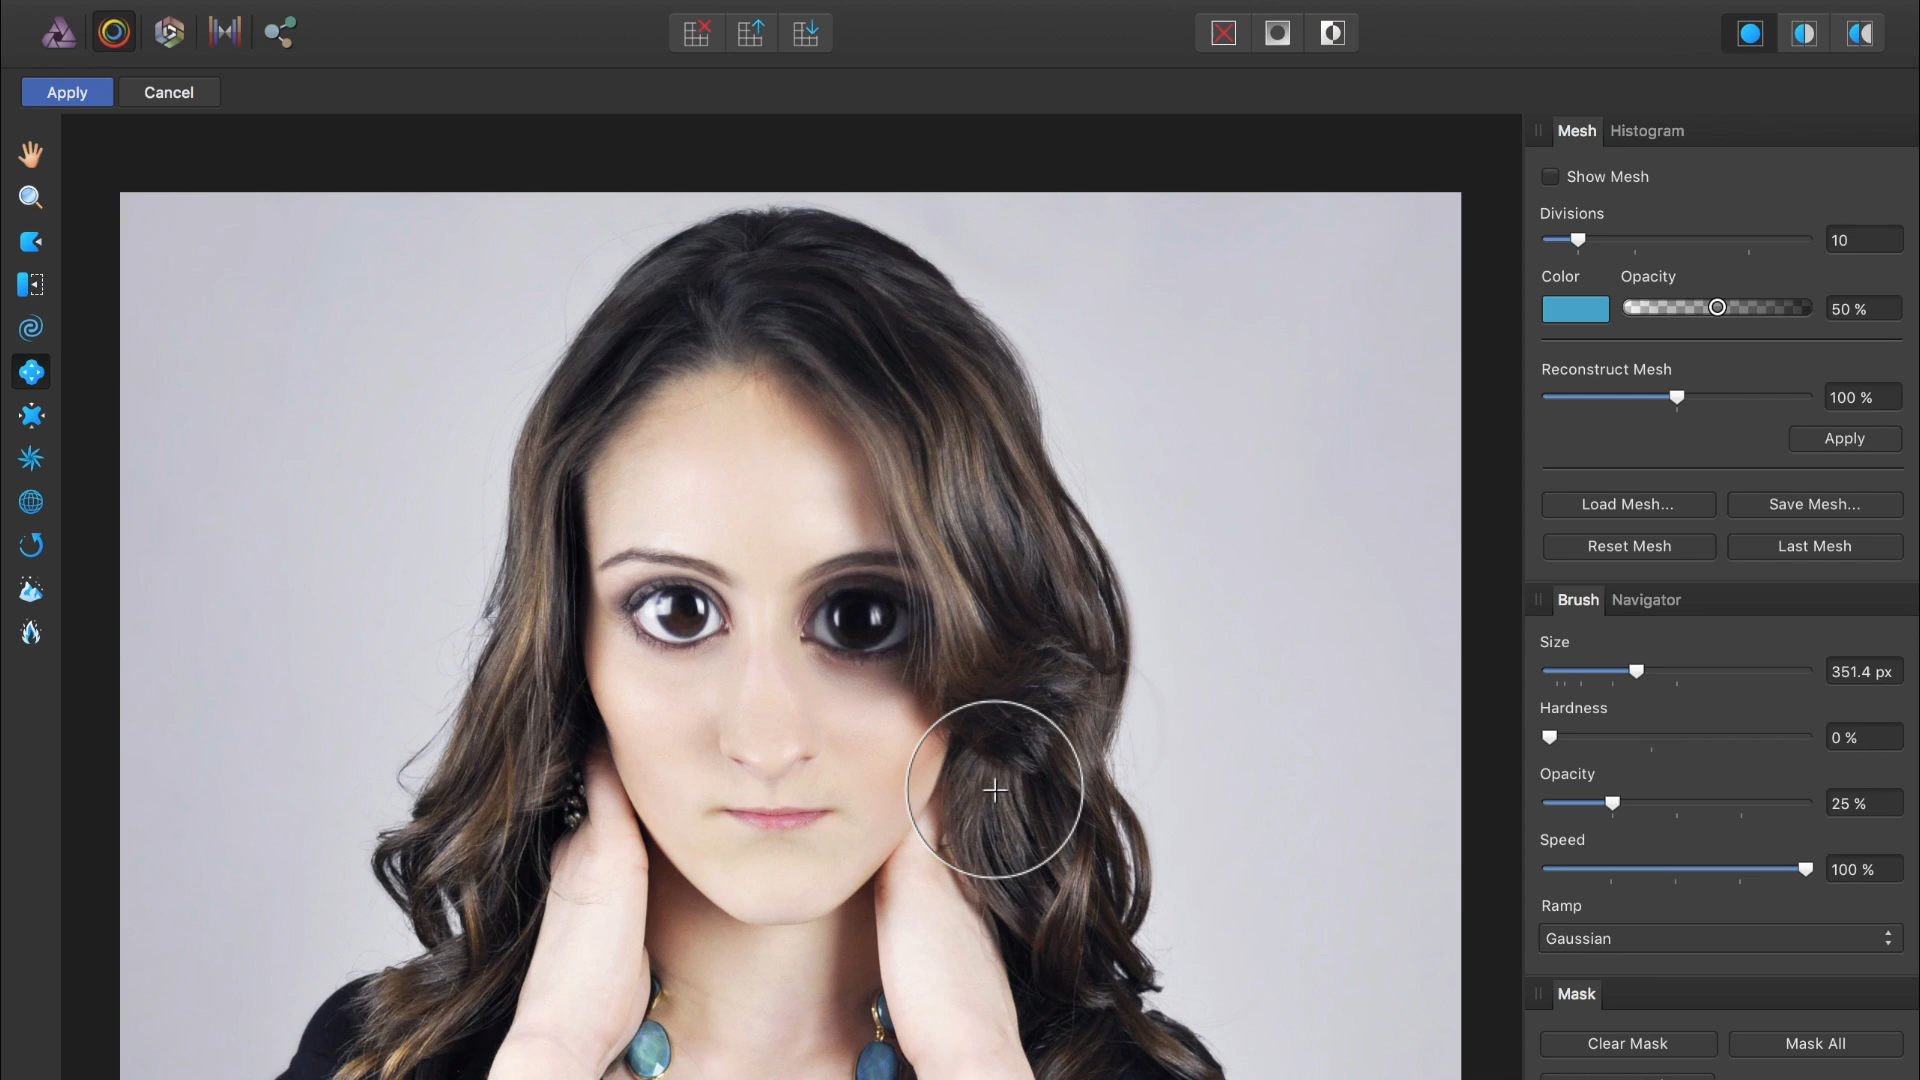 Apply Cancel
Mesh Histogram
Show Mesh
Divisions
10
Color Opacity
50 %
Reconstruct Mesh
100 %
Apply
Load Mesh... Save Mesh...
Reset Mesh Last Mesh
Brush Navigator
Size
351.4 px
Hardness
0 %
Opacity
25 %
Speed
100 %
Ramp
Gaussian
Mask
Clear Mask Mask All